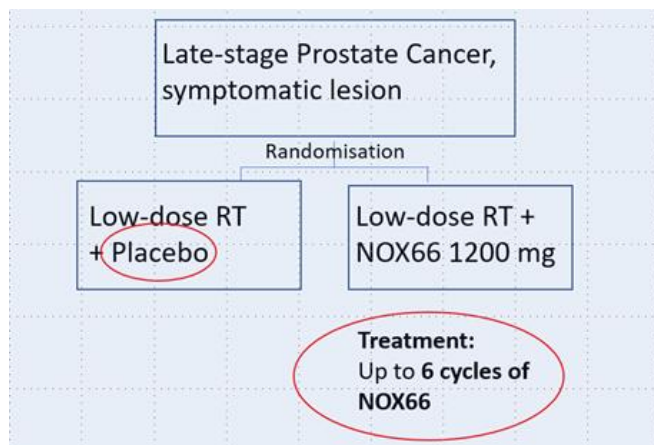 Late-stage Prostate Cancer,
symptomatic lesion
Randomisation
Low-dose RT
+ Placebo
Low-dose RT +
NOX66 1200 mg
Treatment:
Up to 6 cycles of
NOX66